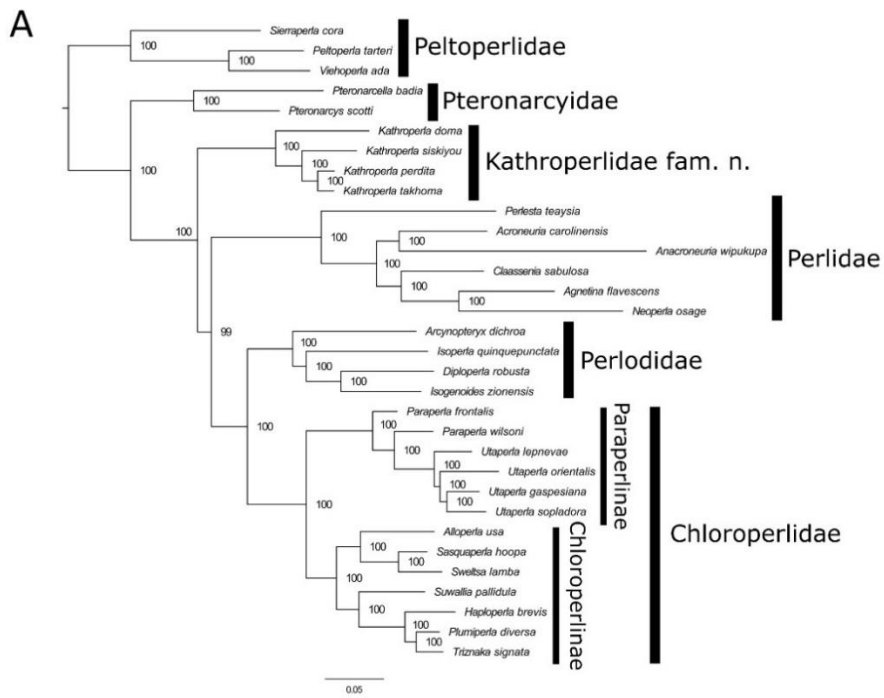 A
Sierraperla cora
100
Peltoperla tarteri
100
Viehoperla ada
Peltoperlidae
Pteronarcella badia
100
Pteronarcys scotti
Pteronarcyidae
100
Kathroperla doma
100
Kathroperla siskiyou
100
Kathroperla perdita
100
Kathroperla takhoma
Kathroperlidae fam. n.
100
Perlesta teaysia
100
Acroneuria carolinensis
100
Anacroneuria wipukupa
100
Claassenia sabulosa
100
Agnetina flavescens
100
Neoperla osage
Perlidae
99
Arcynopteryx dichroa
100
Isoperla quinquepunctata
100
Diploperla robusta
100
Isogenoides zionensis
Perlodidae
100
Paraperla frontalis
100
Paraperla wilsoni
100
Utaperla lepnevae
100
Utaperla orientalis
100
Utaperla gaspesiana
100
Utaperla sopladora
Paraperlinae
100
Alloperla usa
100
Sasquaperla hoopa
100
Sweltsa lamba
100
Suwallia pallidula
100
Haploperla brevis
100
Plumiperla diversa
100
Triznaka signata
Chloroperlinae
Chloroperlidae
0.05